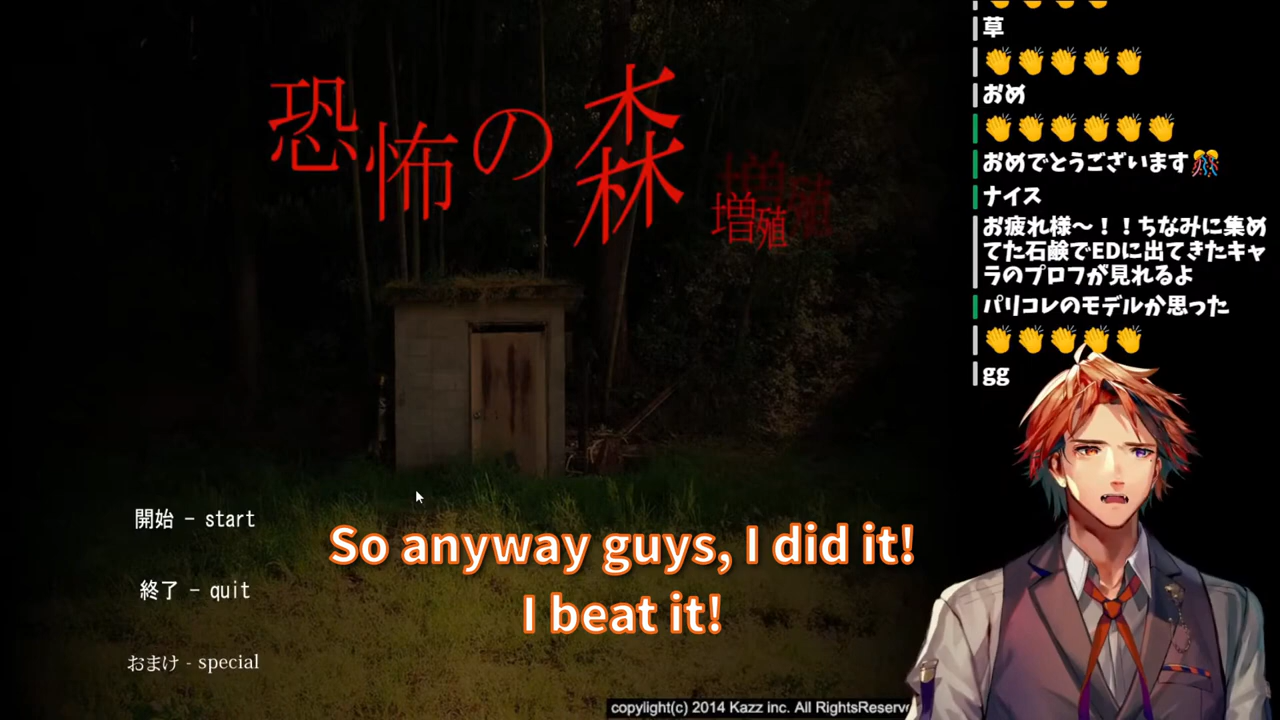 恐怖の森
増殖
開始 - start
終了 - quit
おまけ - special
So anyway guys, I did it!
I beat it!
copylight(c) 2014 Kazz inc. All RightsReserv
草
👏👏👏👏👏
おめ
👏👏👏👏👏👏
おめでとうございます🎊
ナイス
お疲れ様〜！！ちなみに集め
てた石鹸でEDに出てきたキャ
ラのプロフが見れるよ
パリコレのモデルか思った
👏👏👏👏👏
gg